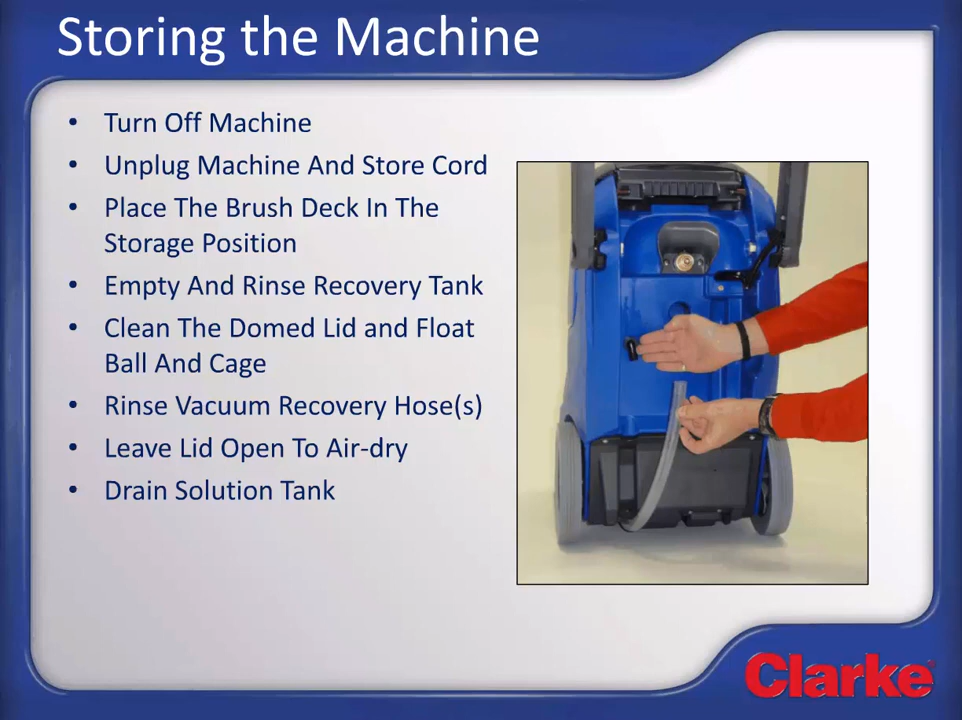 Storing the Machine
• Turn Off Machine
• Unplug Machine And Store Cord
• Place The Brush Deck In The
Storage Position
• Empty And Rinse Recovery Tank
• Clean The Domed Lid and Float
Ball And Cage
• Rinse Vacuum Recovery Hose(s)
• Leave Lid Open To Air-dry
• Drain Solution Tank
Clarke